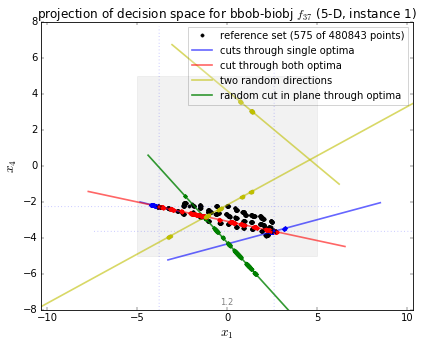 projection of decision space for bbob-biobj f37 (5-D, instance 1)
reference set (575 of 480843 points)
cuts through single optima
cut through both optima
two random directions
random cut in plane through optima
8
6
4
2
0
−2
−4
−6
−8
x4
1,2
−10
−5
0
5
10
x1